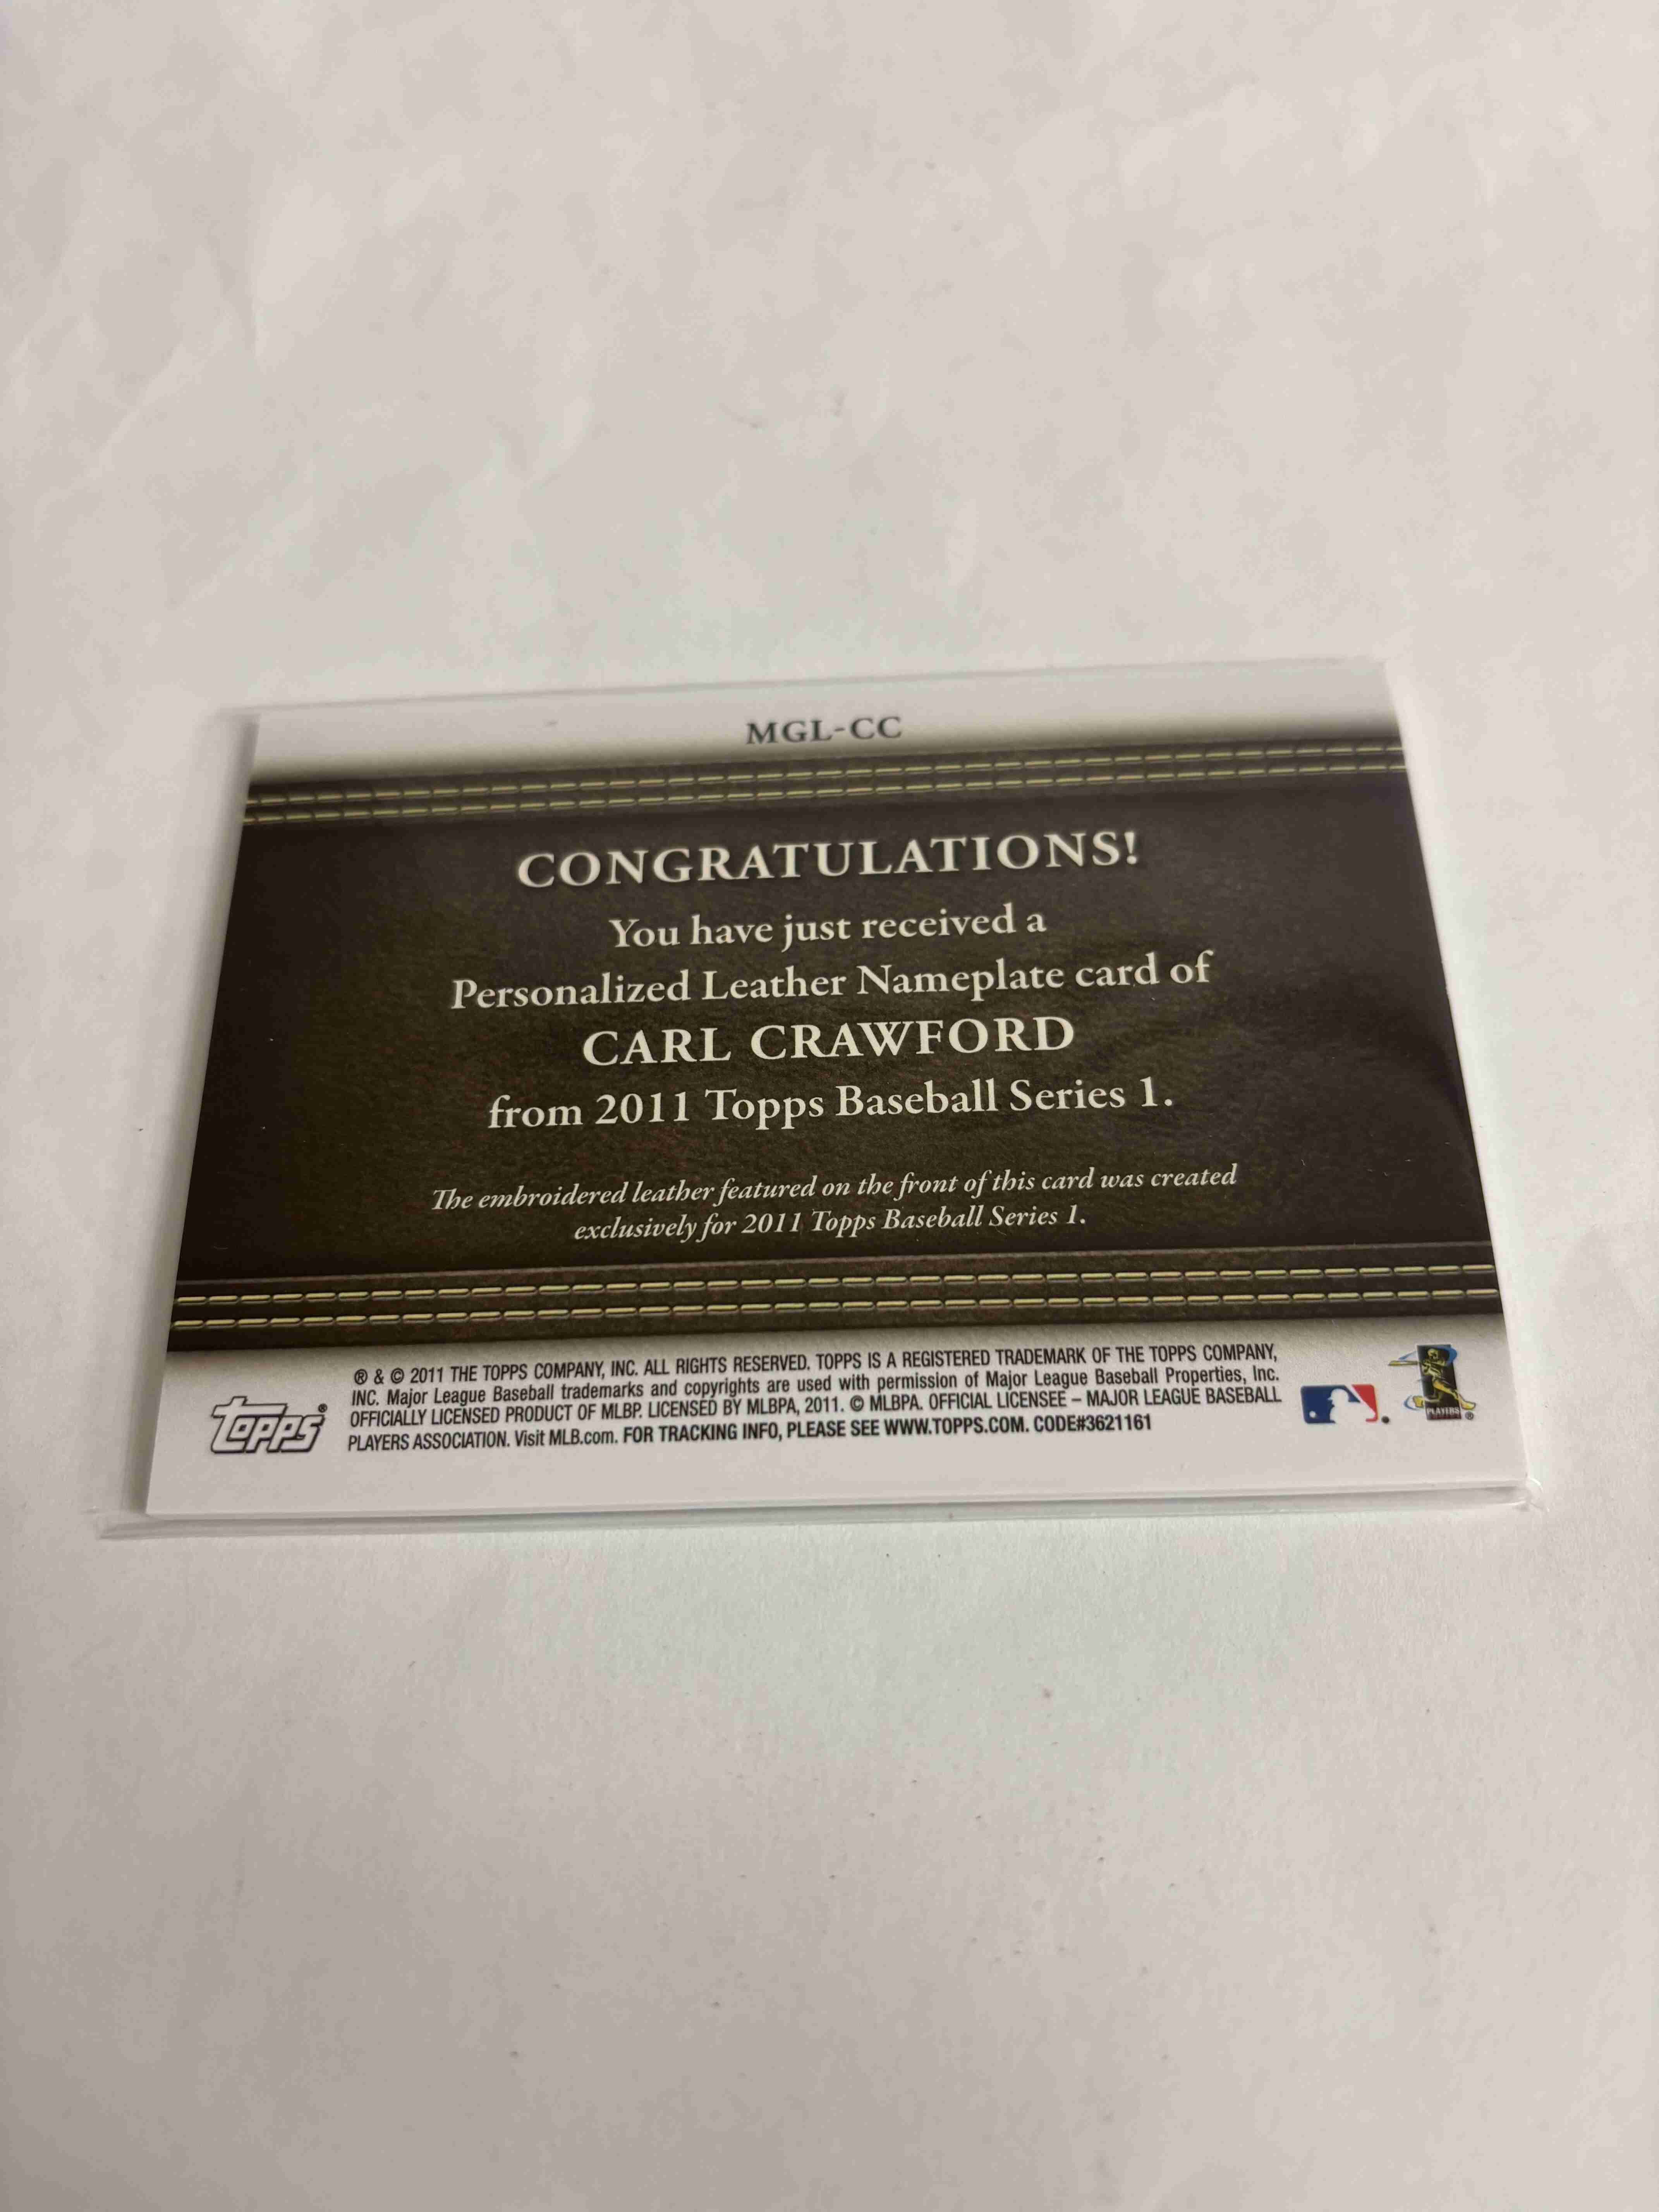 MGL-CC
CONGRATULATIONS!
You have just received a
Personalized Leather Nameplate card of
CARL CRAWFORD
from 2011 Topps Baseball Series 1.
The embroidered leather featured on the front of this card was created
exclusively for 2011 Topps Baseball Series 1.
® & © 2011 THE TOPPS COMPANY, INC. ALL RIGHTS RESERVED. TOPPS IS A REGISTERED TRADEMARK OF THE TOPPS COMPANY,
INC. Major League Baseball trademarks and copyrights are used with permission of Major League Baseball Properties, Inc.
OFFICIALLY LICENSED PRODUCT OF MLBP. LICENSED BY MLBPA, 2011. © MLBPA. OFFICIAL LICENSEE – MAJOR LEAGUE BASEBALL
PLAYERS ASSOCIATION. Visit MLB.com. FOR TRACKING INFO, PLEASE SEE WWW.TOPPS.COM. CODE#3621161
TOPPS®
PLAYERS ®